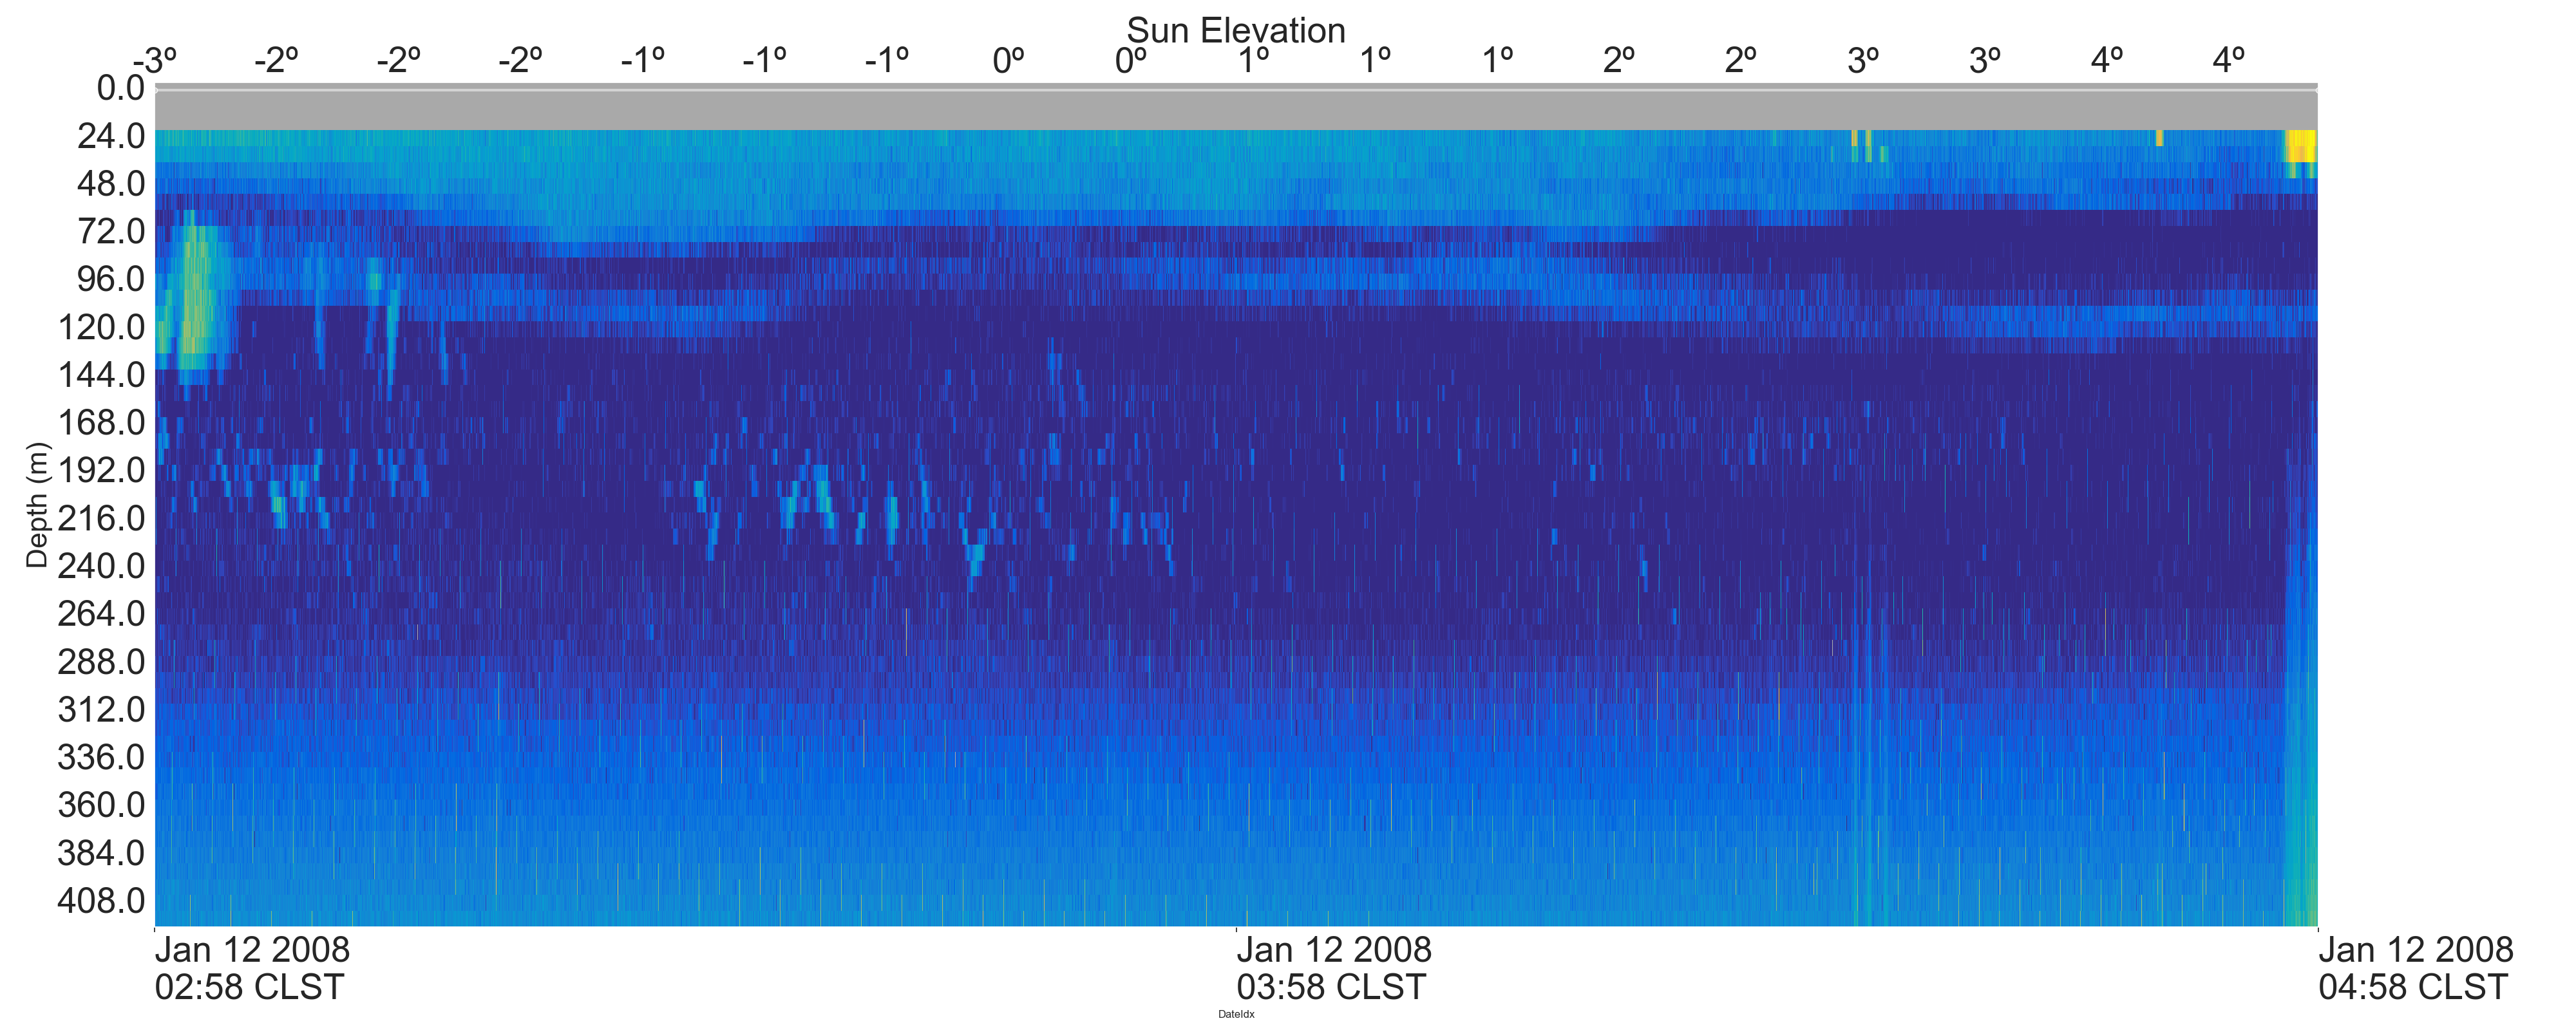 Sun Elevation
-3º -2º -2º -2º -1º -1º -1º 0º 0º 1º 1º 1º 2º 2º 3º 3º 4º 4º
0.0
24.0
48.0
72.0
96.0
120.0
144.0
168.0
192.0
216.0
240.0
264.0
288.0
312.0
336.0
360.0
384.0
408.0
Depth (m)
Jan 12 2008
02:58 CLST
Jan 12 2008
03:58 CLST
Jan 12 2008
04:58 CLST
DateIdx